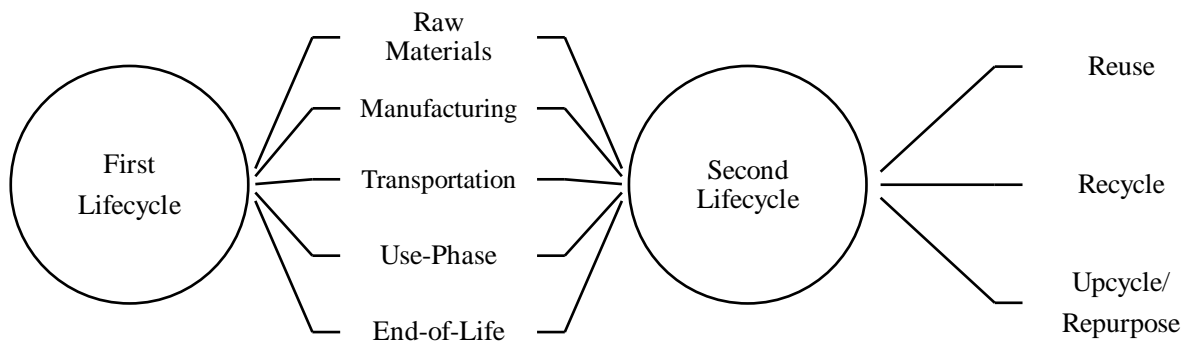 First
Lifecycle
Raw
Materials
Manufacturing
Transportation
Use-Phase
End-of-Life
Second
Lifecycle
Reuse
Recycle
Upcycle/
Repurpose